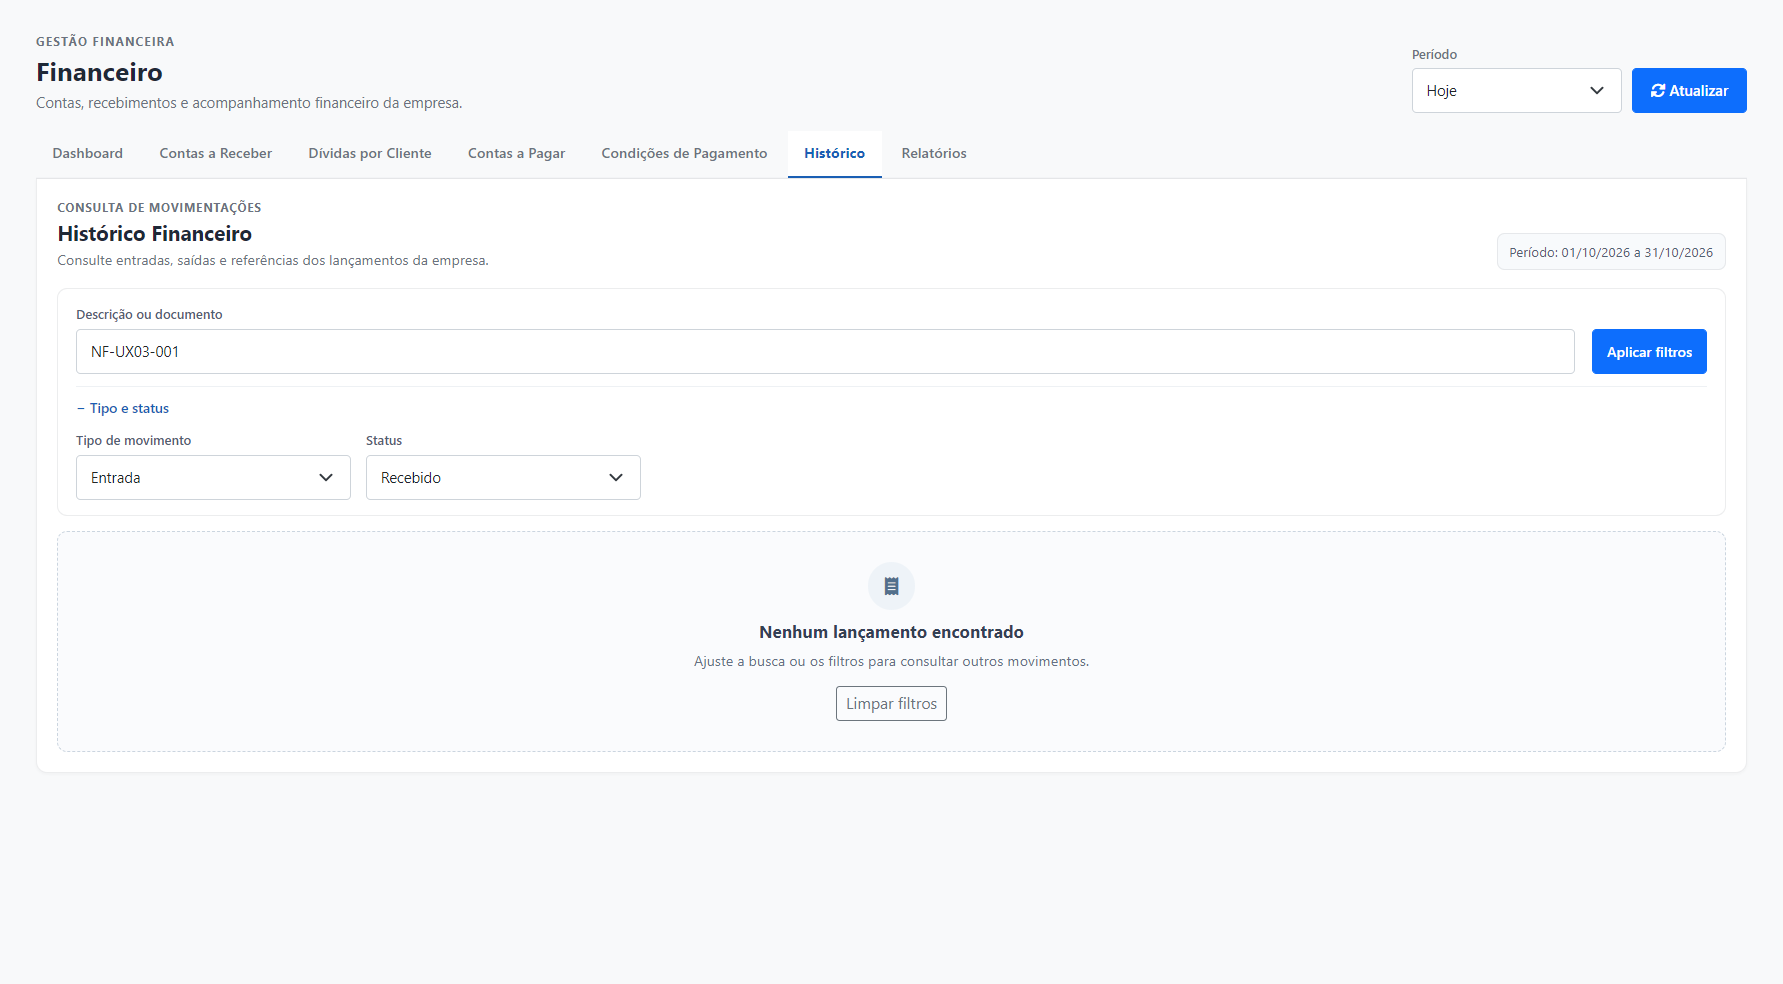 GESTÃO FINANCEIRA
Financeiro
Contas, recebimentos e acompanhamento financeiro da empresa.
Período
Hoje
Atualizar
Dashboard
Contas a Receber
Dívidas por Cliente
Contas a Pagar
Condições de Pagamento
Histórico
Relatórios
CONSULTA DE MOVIMENTAÇÕES
Histórico Financeiro
Consulte entradas, saídas e referências dos lançamentos da empresa.
Período: 01/10/2026 a 31/10/2026
Descrição ou documento
NF-UX03-001
Aplicar filtros
− Tipo e status
Tipo de movimento
Status
Entrada
Recebido
Nenhum lançamento encontrado
Ajuste a busca ou os filtros para consultar outros movimentos.
Limpar filtros